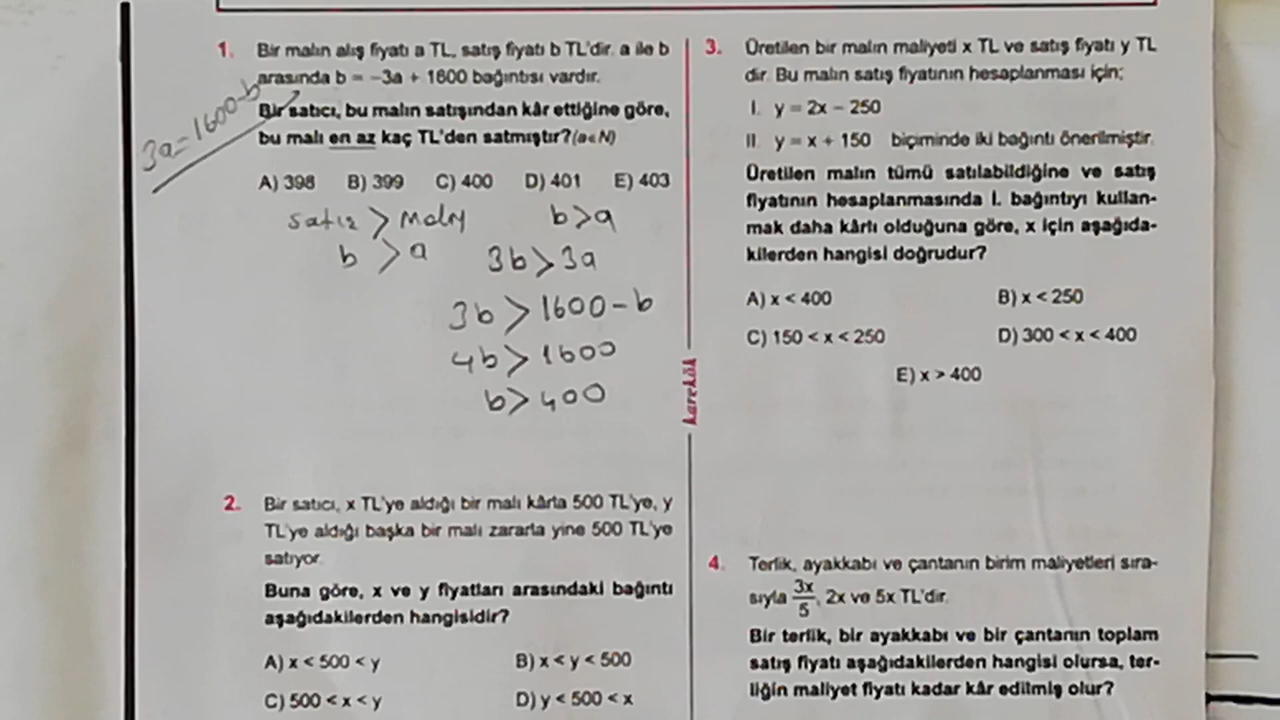 1. Bir malın alış fiyatı a TL, satış fiyatı b TL'dir. a ile b
arasında b = -3a + 1600 bağıntısı vardır.
Bir satıcı, bu malın satışından kâr ettiğine göre,
bu malı en az kaç TL'den satmıştır? (a∈N)
3a=1600-b
A) 398 B) 399 C) 400 D) 401 E) 403
satış > maliy b>a
b > a 3b > 3a
3b > 1600-b
4b > 1600
b> 400
2. Bir satıcı, x TL'ye aldığı bir malı kârla 500 TL'ye, y
TL'ye aldığı başka bir malı zararla yine 500 TL'ye
satıyor.
Buna göre, x ve y fiyatları arasındaki bağıntı
aşağıdakilerden hangisidir?
A) x < 500 < y B) x < y < 500
C) 500 < x < y D) y < 500 < x
karekök
3. Üretilen bir malın maliyeti x TL ve satış fiyatı y TL
dir. Bu malın satış fiyatının hesaplanması için;
I. y = 2x - 250
II. y = x + 150 biçiminde iki bağıntı önerilmiştir.
Üretilen malın tümü satılabildiğine ve satış
fiyatının hesaplanmasında I. bağıntıyı kullan-
mak daha kârlı olduğuna göre, x için aşağıda-
kilerden hangisi doğrudur?
A) x < 400 B) x < 250
C) 150 < x < 250 D) 300 < x < 400
E) x > 400
4. Terlik, ayakkabı ve çantanın birim maliyetleri sıra-
sıyla 3x/5, 2x ve 5x TL'dir.
Bir terlik, bir ayakkabı ve bir çantanın toplam
satış fiyatı aşağıdakilerden hangisi olursa, ter-
liğin maliyet fiyatı kadar kâr edilmiş olur?